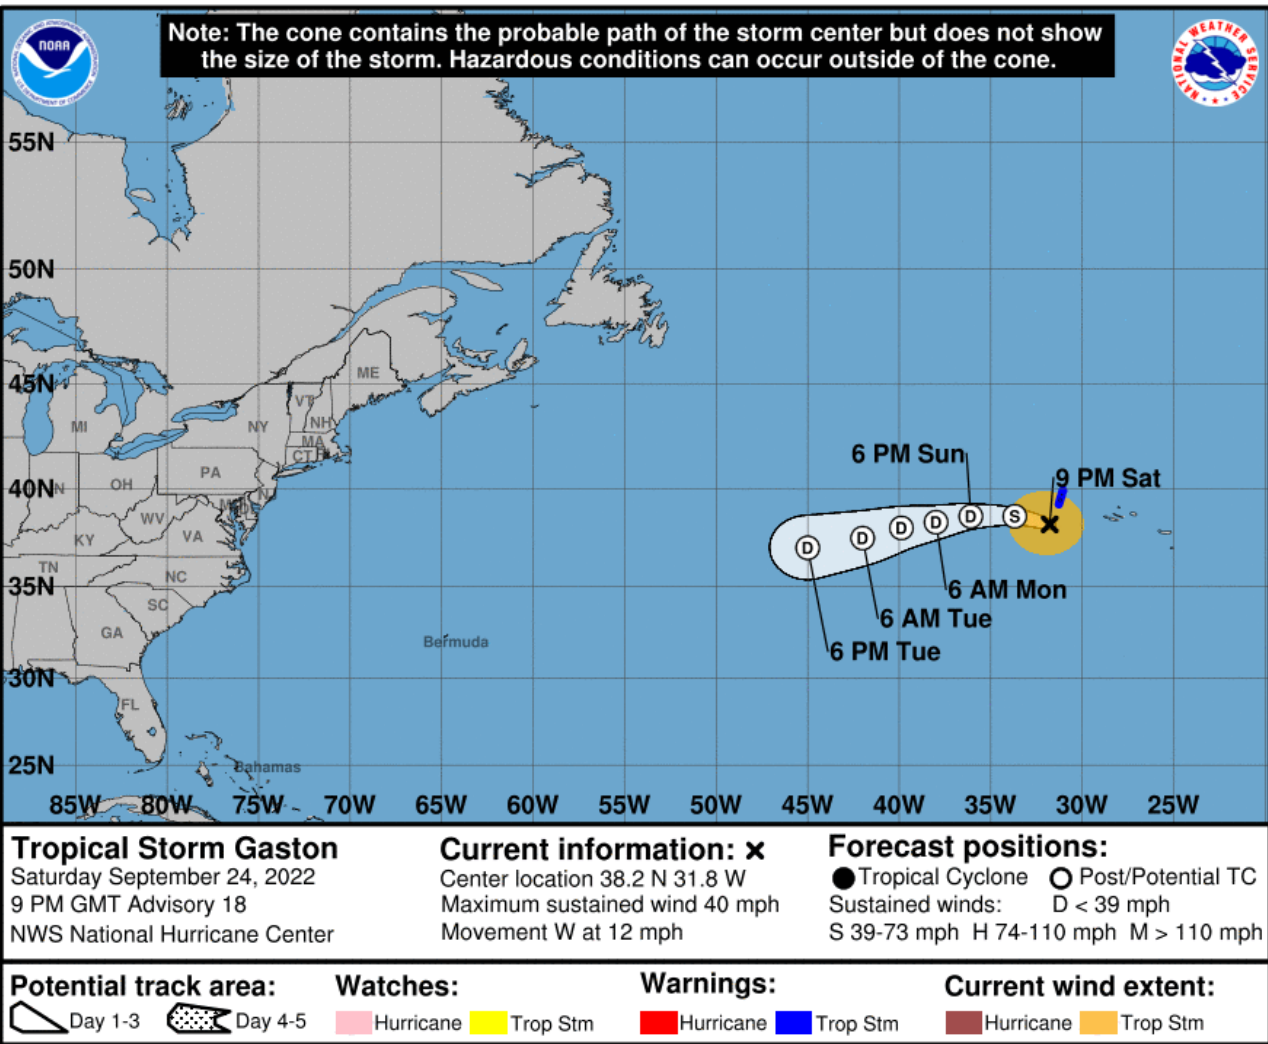 Note: The cone contains the probable path of the storm center but does not show
the size of the storm. Hazardous conditions can occur outside of the cone.
NOAA
NATIONAL WEATHER SERVICE
55N
50N
45N
40N
35N
30N
25N
ME
VT
NH
MI
NY
MA
CT
PA
OH
WV
KY
VA
TN
NC
SC
GA
FL
Bermuda
Bahamas
6 PM Sun
9 PM Sat
D D D D D S
6 AM Mon
6 AM Tue
6 PM Tue
85W 80W 75W 70W 65W 60W 55W 50W 45W 40W 35W 30W 25W
Tropical Storm Gaston
Saturday September 24, 2022
9 PM GMT Advisory 18
NWS National Hurricane Center
Current information:
Center location 38.2 N 31.8 W
Maximum sustained wind 40 mph
Movement W at 12 mph
Forecast positions:
Tropical Cyclone Post/Potential TC
Sustained winds: D < 39 mph
S 39-73 mph H 74-110 mph M > 110 mph
Potential track area:
Day 1-3 Day 4-5
Watches:
Hurricane Trop Stm
Warnings:
Hurricane Trop Stm
Current wind extent:
Hurricane Trop Stm